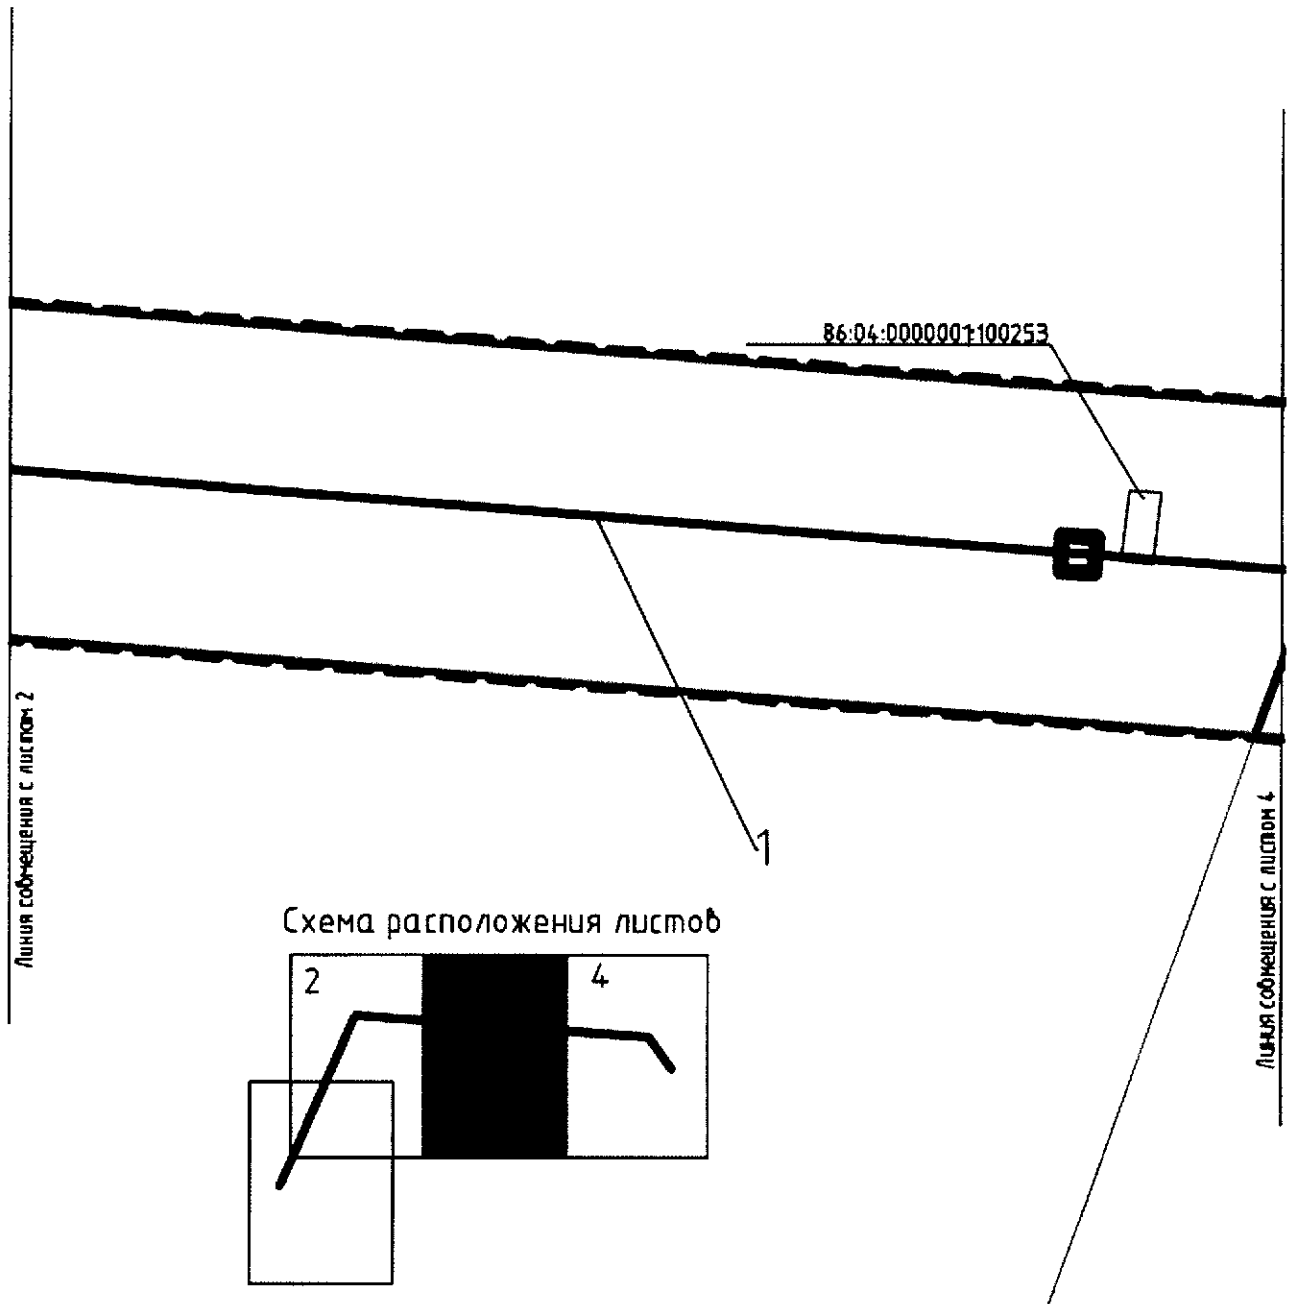 86:04:0000001:100253
Линия совмещения с листом 2
1
Линия совмещения с листом 4
Схема расположения листов
2
4